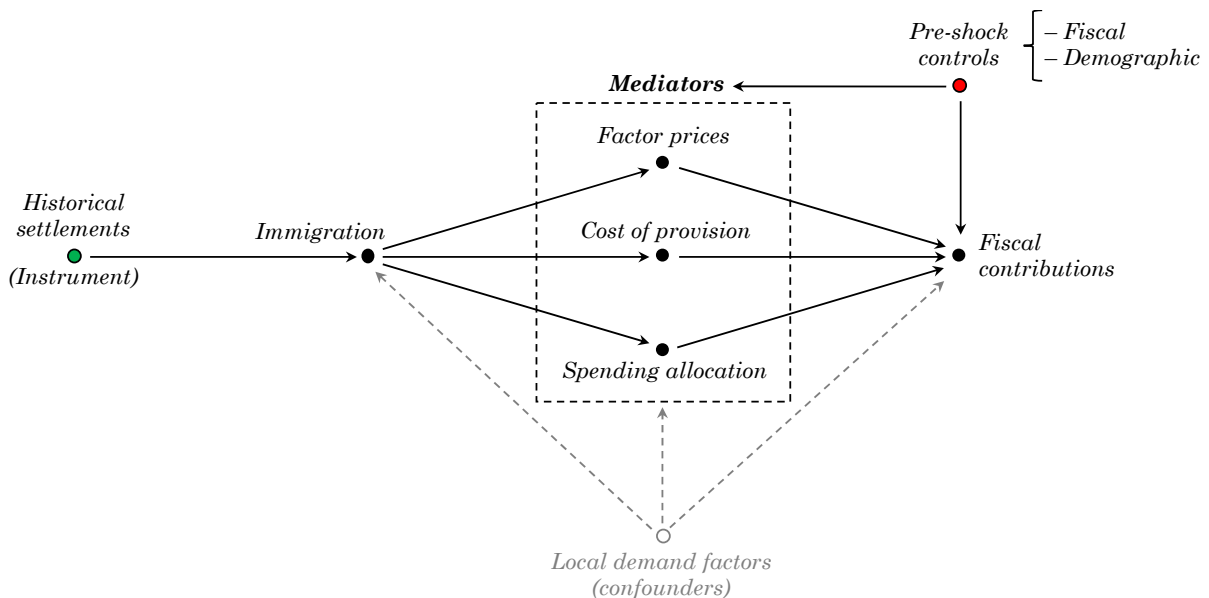 Pre-shock
controls
– Fiscal
– Demographic
Mediators
Factor prices
Historical
settlements
(Instrument)
Immigration
Cost of provision
Fiscal
contributions
Spending allocation
Local demand factors
(confounders)